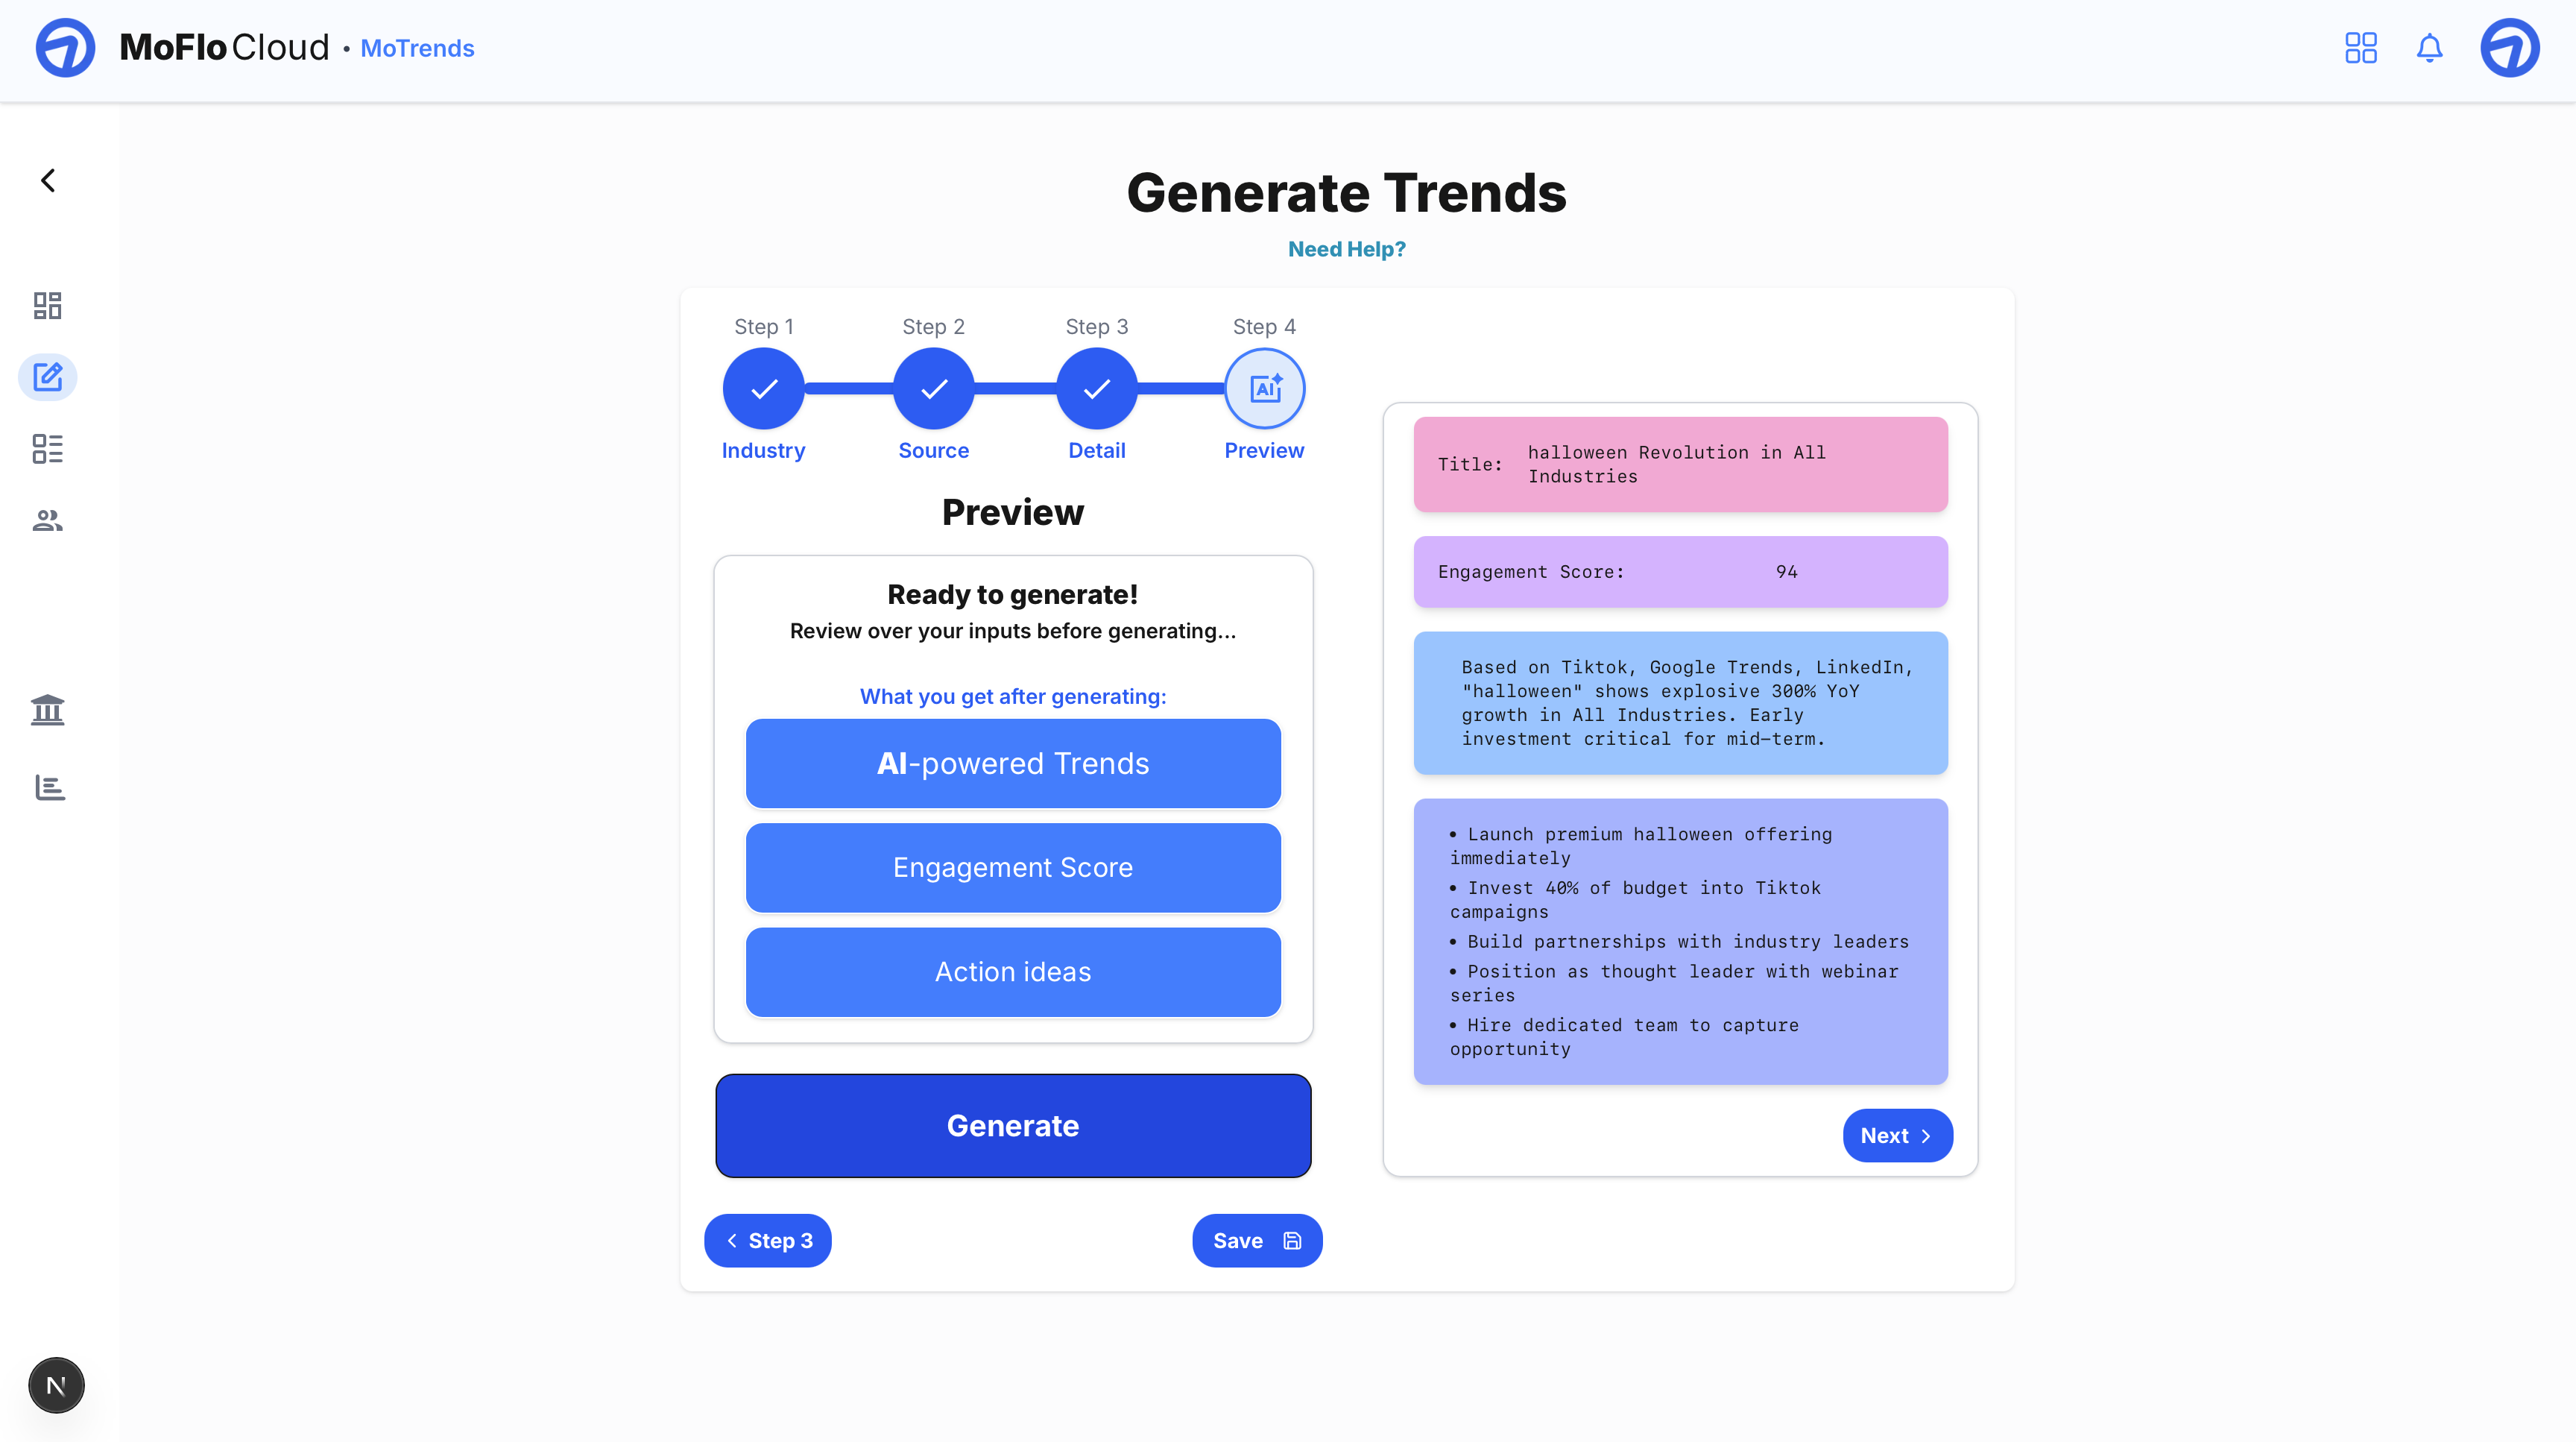 MoFlo Cloud • MoTrends
Generate Trends
Need Help?
Step 1
Step 2
Step 3
Step 4
AI
Industry
Source
Detail
Preview
Preview
Ready to generate!
Review over your inputs before generating...
What you get after generating:
AI-powered Trends
Engagement Score
Action ideas
Generate
Step 3
Save
Title:
halloween Revolution in All
Industries
Engagement Score:
94
Based on Tiktok, Google Trends, LinkedIn,
"halloween" shows explosive 300% YoY
growth in All Industries. Early
investment critical for mid-term.
• Launch premium halloween offering
immediately
• Invest 40% of budget into Tiktok
campaigns
• Build partnerships with industry leaders
• Position as thought leader with webinar
series
• Hire dedicated team to capture
opportunity
Next
N